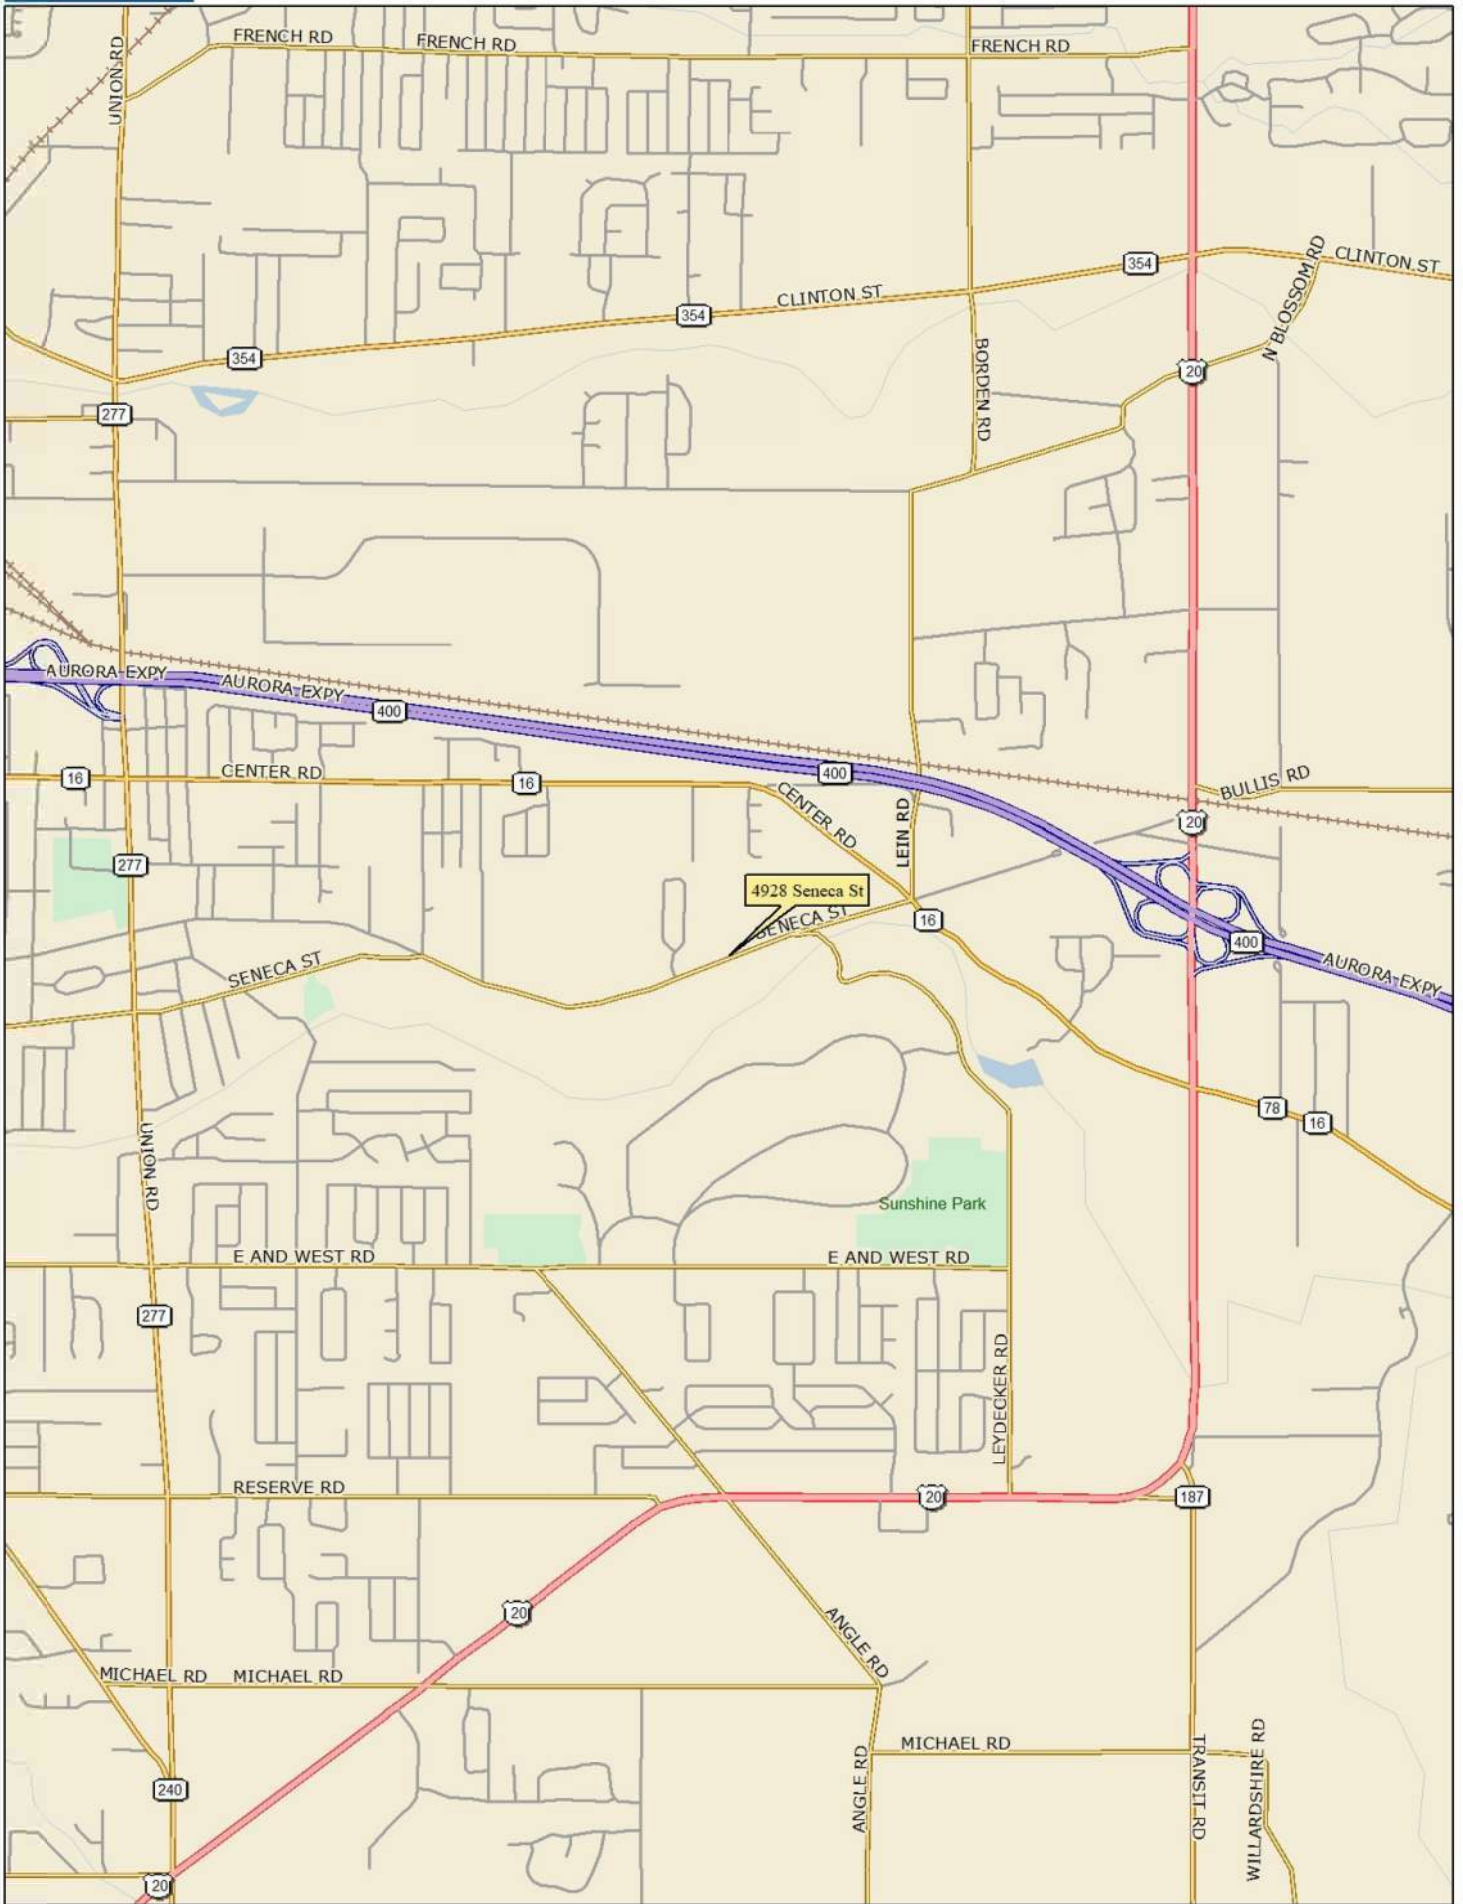 FRENCH RD
FRENCH RD
FRENCH RD
UNION RD
354
CLINTON ST
N BLOSSOM RD
CLINTON ST
354
354
BORDEN RD
20
277
AURORA EXPY
AURORA EXPY
400
16
CENTER RD
16
400
BULLIS RD
CENTER RD
LEIN RD
20
277
4928 Seneca St
SENECA ST
16
400
SENECA ST
AURORA EXPY
78
16
UNION RD
Sunshine Park
E AND WEST RD
E AND WEST RD
277
LEYDECKER RD
RESERVE RD
20
187
20
ANGLE RD
MICHAEL RD
MICHAEL RD
MICHAEL RD
240
ANGLE RD
TRANSIT RD
WILLARDSHIRE RD
20